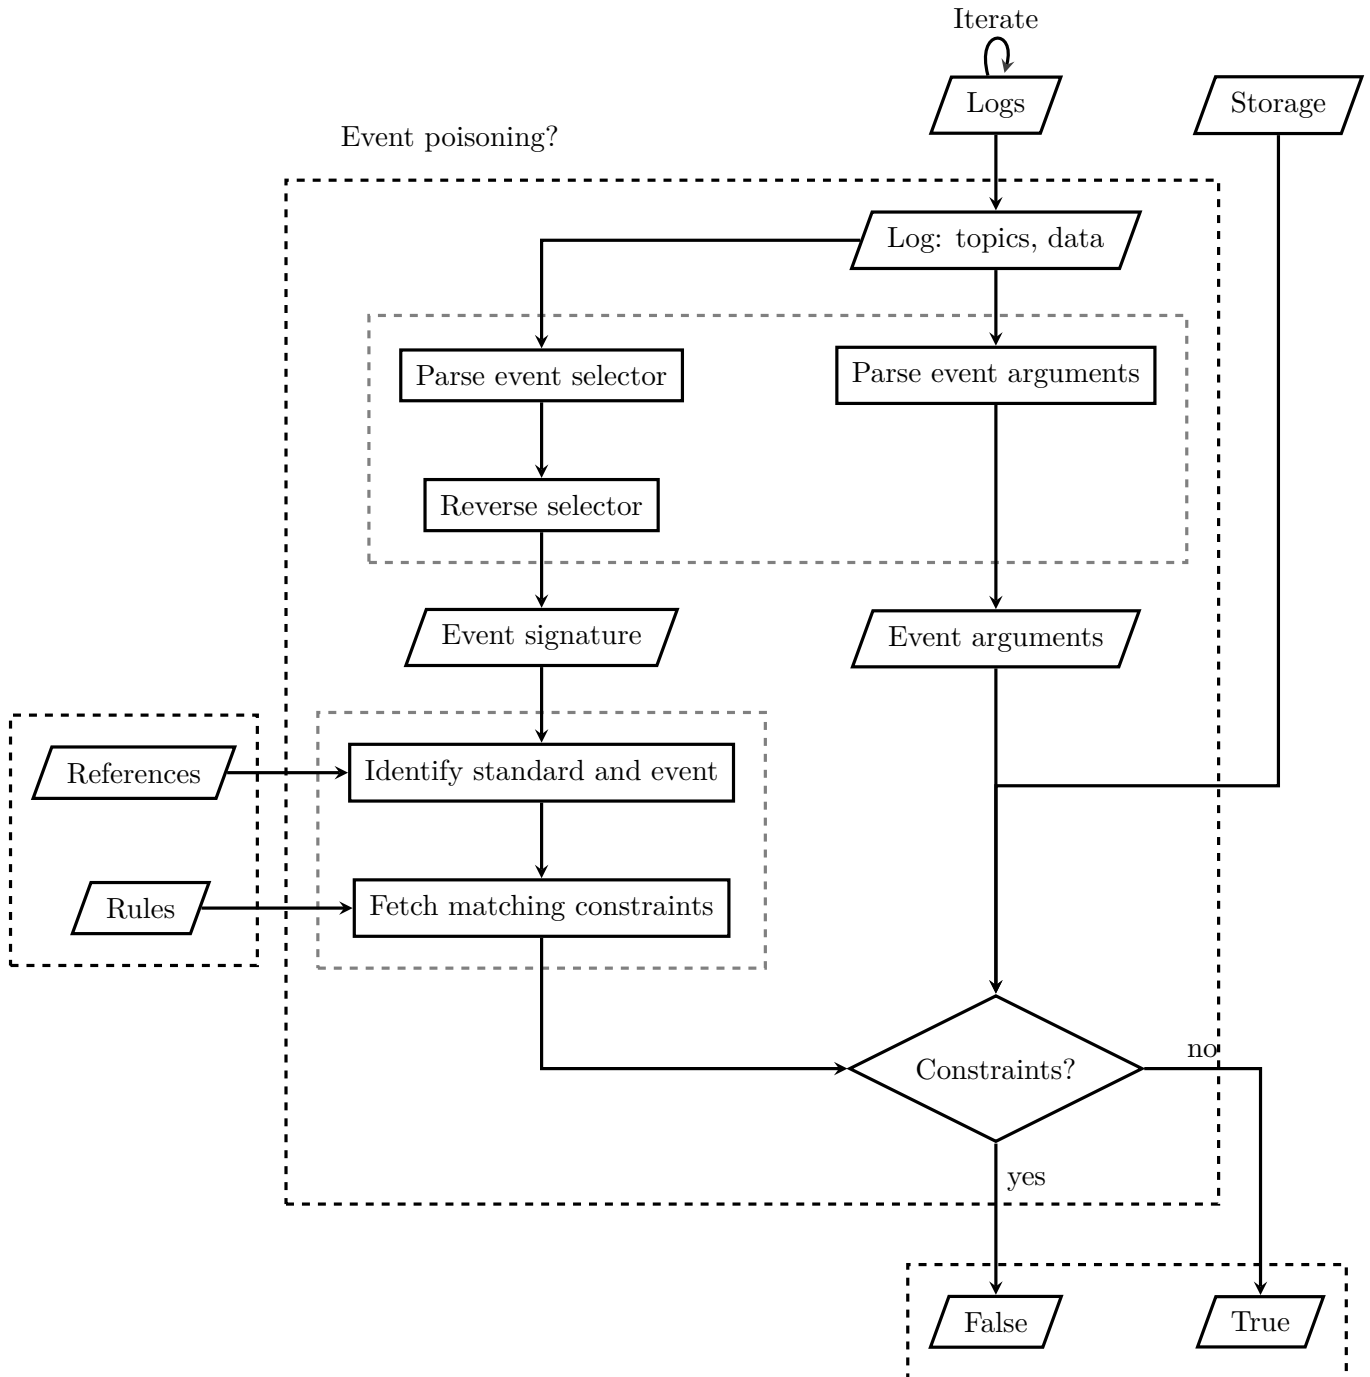 Iterate
Logs
Storage
Event poisoning?
Log: topics, data
Parse event selector
Parse event arguments
Reverse selector
Event signature
Event arguments
References
Identify standard and event
Rules
Fetch matching constraints
no
Constraints?
yes
False
True